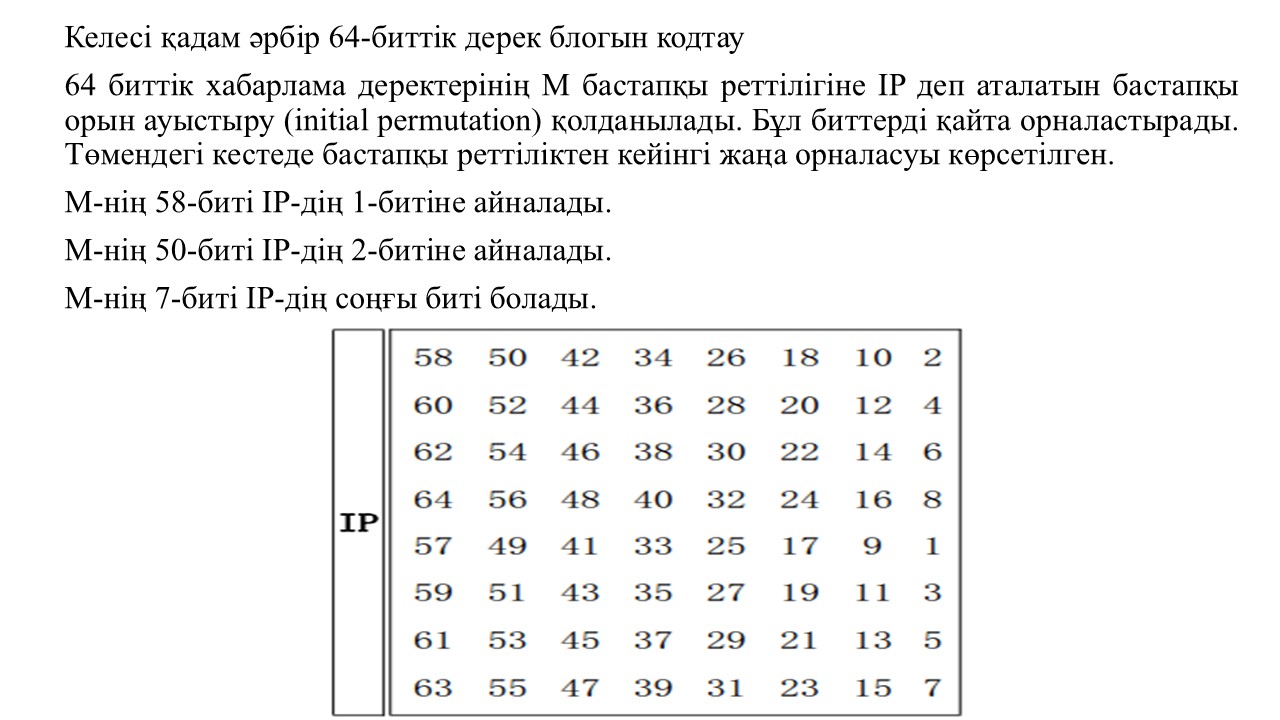 Келесі қадам әрбір 64-биттік дерек блогын кодтау
64 биттік хабарлама деректерінің М бастапқы реттілігіне IP деп аталатын бастапқы
орын ауыстыру (initial permutation) қолданылады. Бұл биттерді қайта орналастырады.
Төмендегі кестеде бастапқы реттіліктен кейінгі жаңа орналасуы көрсетілген.
М-нің 58-биті IP-дің 1-битіне айналады.
М-нің 50-биті IP-дің 2-битіне айналады.
М-нің 7-биті IP-дің соңғы биті болады.
58 50 42 34 26 18 10 2
60 52 44 36 28 20 12 4
62 54 46 38 30 22 14 6
64 56 48 40 32 24 16 8
IP
57 49 41 33 25 17 9 1
59 51 43 35 27 19 11 3
61 53 45 37 29 21 13 5
63 55 47 39 31 23 15 7